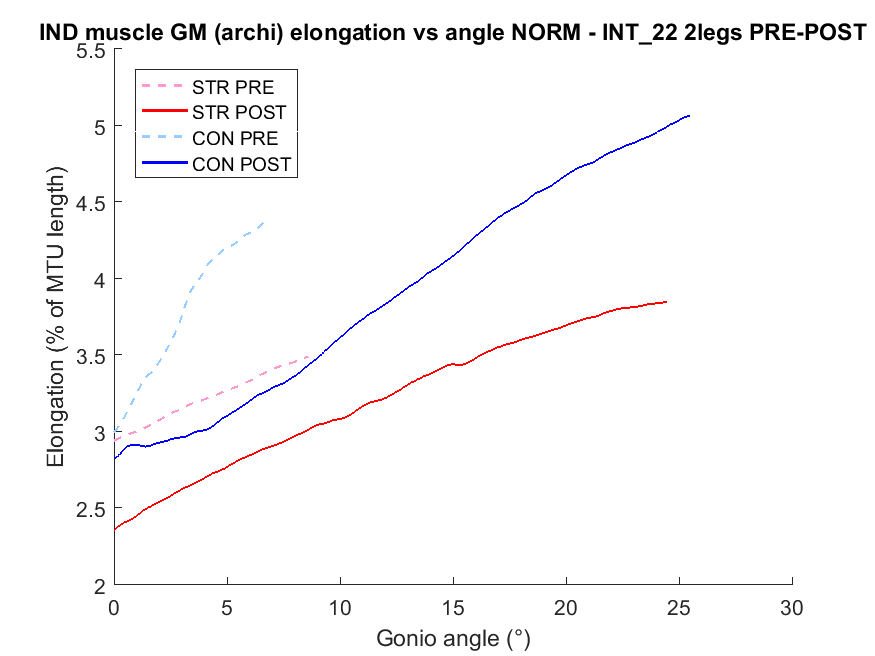 IND muscle GM (archi) elongation vs angle NORM - INT_22 2legs PRE-POST
5.5
STR PRE
STR POST
CON PRE
CON POST
5
4.5
4
3.5
3
2.5
2
Elongation (% of MTU length)
0
5
10
15
20
25
30
Gonio angle (°)